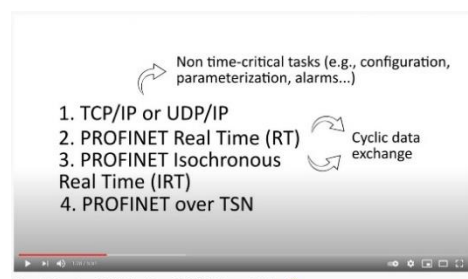 Non time-critical tasks (e.g., configuration,
parameterization, alarms...)
1. TCP/IP or UDP/IP
2. PROFINET Real Time (RT)
3. PROFINET Isochronous
Real Time (IRT)
4. PROFINET over TSN
Cyclic data
exchange